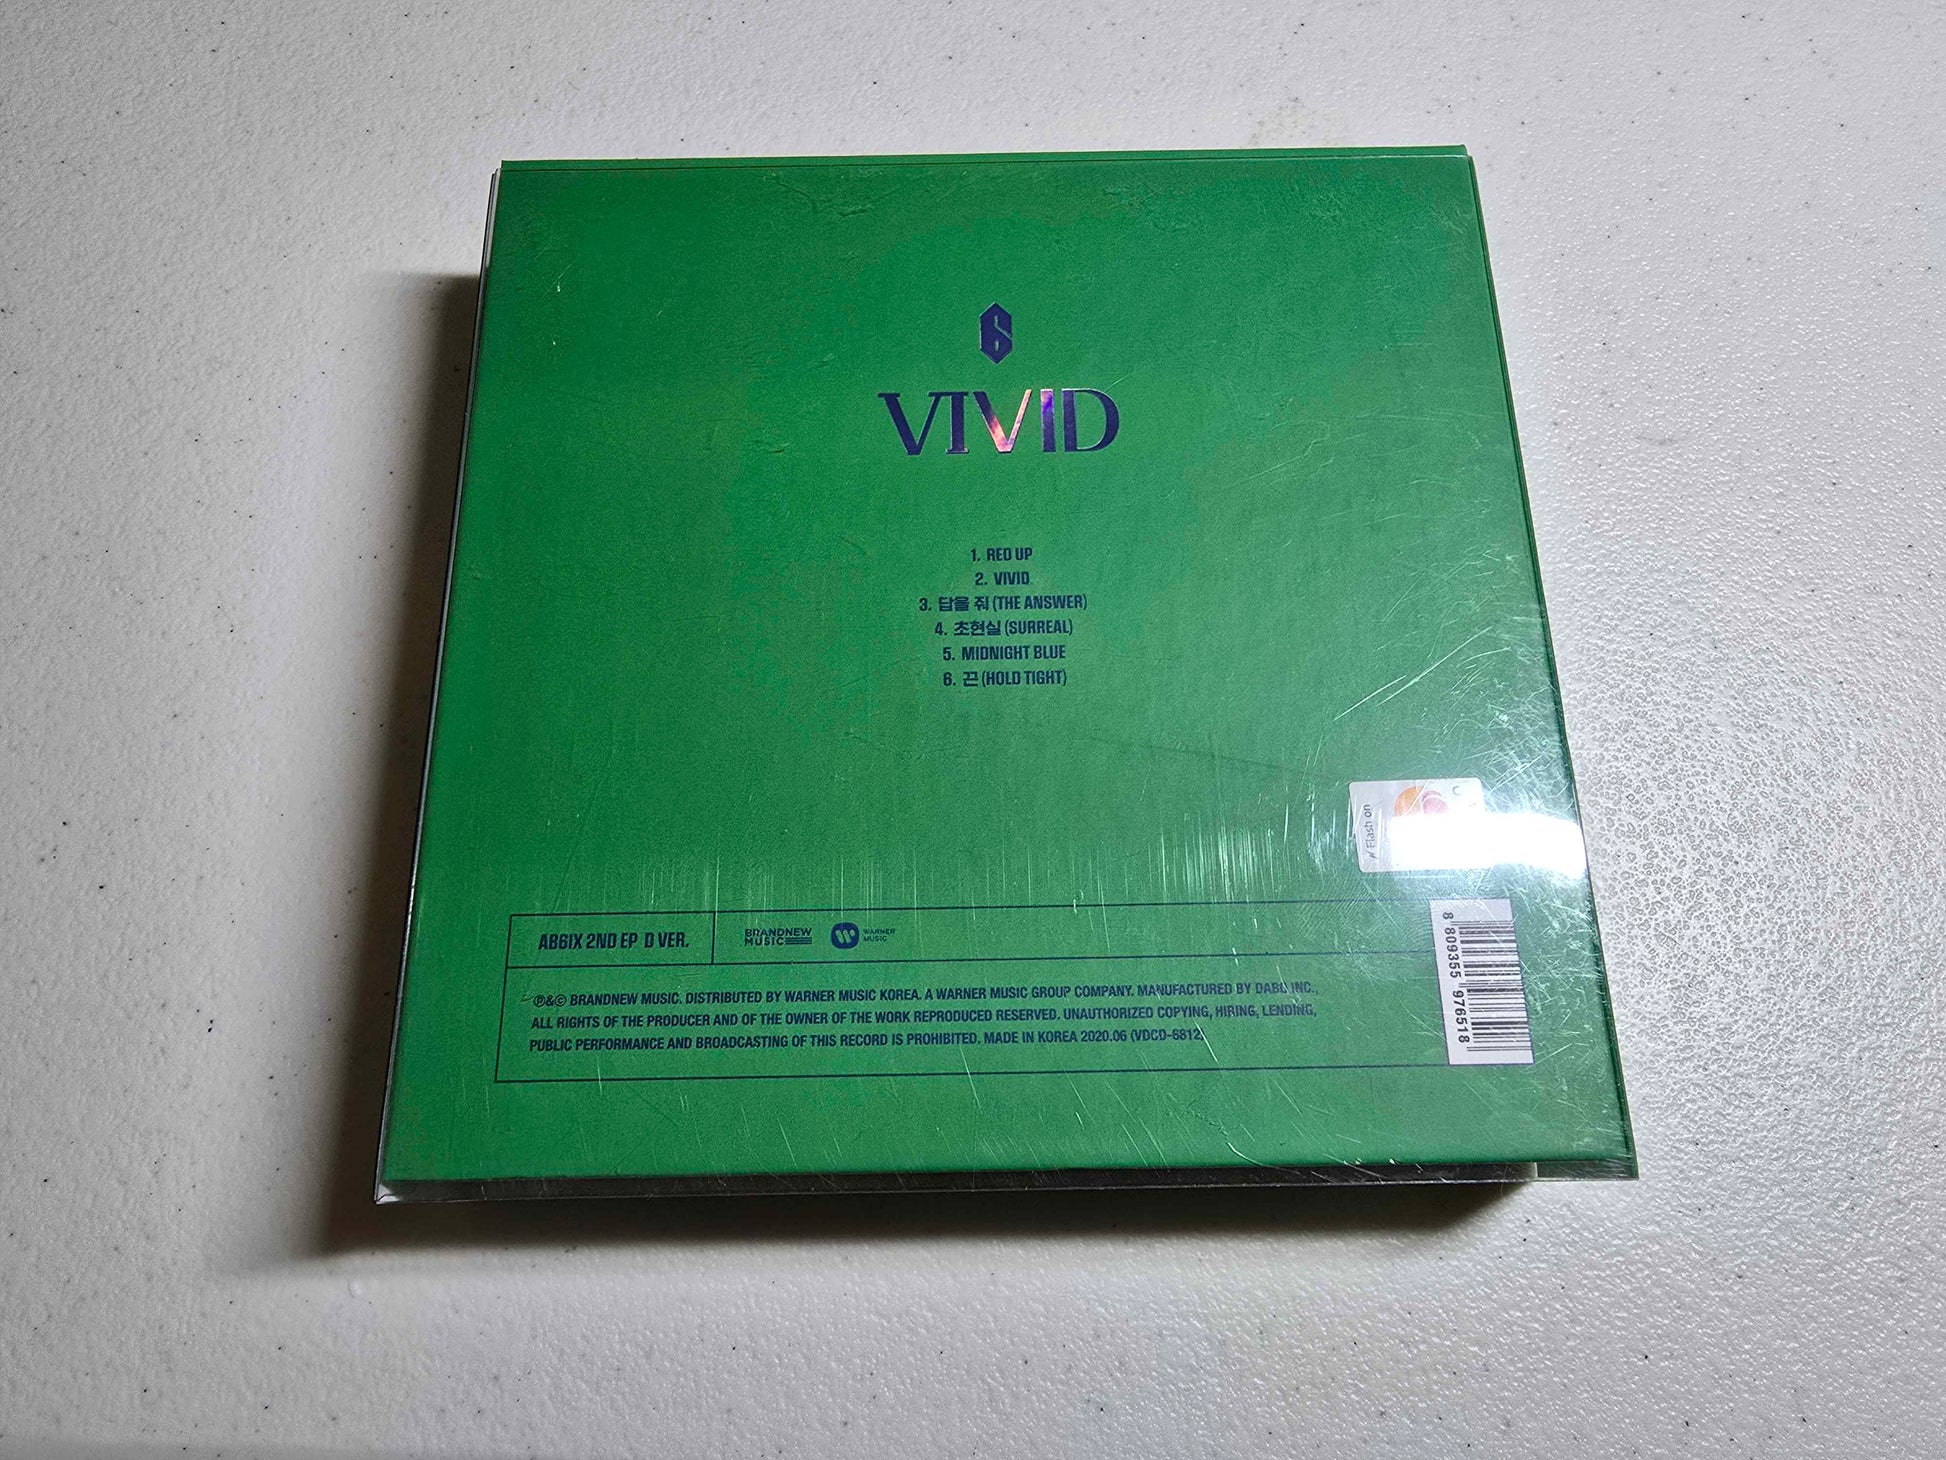 6
VIVID
1. RED UP
2. VIVID
3. 답을 줘 (THE ANSWER)
4. 초현실 (SURREAL)
5. MIDNIGHT BLUE
6. 끈 (HOLD TIGHT)
Flash on
C
AB6IX 2ND EP D VER.
BRANDNEW
MUSIC
WARNER
MUSIC
℗&© BRANDNEW MUSIC. DISTRIBUTED BY WARNER MUSIC KOREA. A WARNER MUSIC GROUP COMPANY. MANUFACTURED BY DABO INC.,
ALL RIGHTS OF THE PRODUCER AND OF THE OWNER OF THE WORK REPRODUCED RESERVED. UNAUTHORIZED COPYING, HIRING, LENDING,
PUBLIC PERFORMANCE AND BROADCASTING OF THIS RECORD IS PROHIBITED. MADE IN KOREA 2020.06 (VDCD-6812)
8 809355 976518